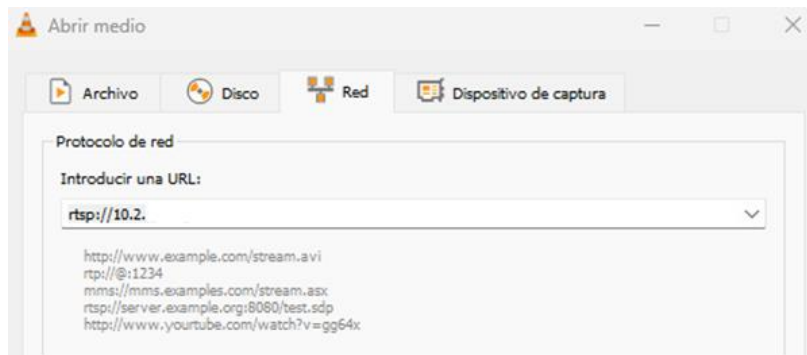 Abrir medio
Archivo Disco Red Dispositivo de captura
Protocolo de red
Introducir una URL:
rtsp://10.2.
http://www.example.com/stream.avi
rtp://@:1234
mms://mms.examples.com/stream.asx
rtsp://server.example.org:8080/test.sdp
http://www.yourtube.com/watch?v=gg64x